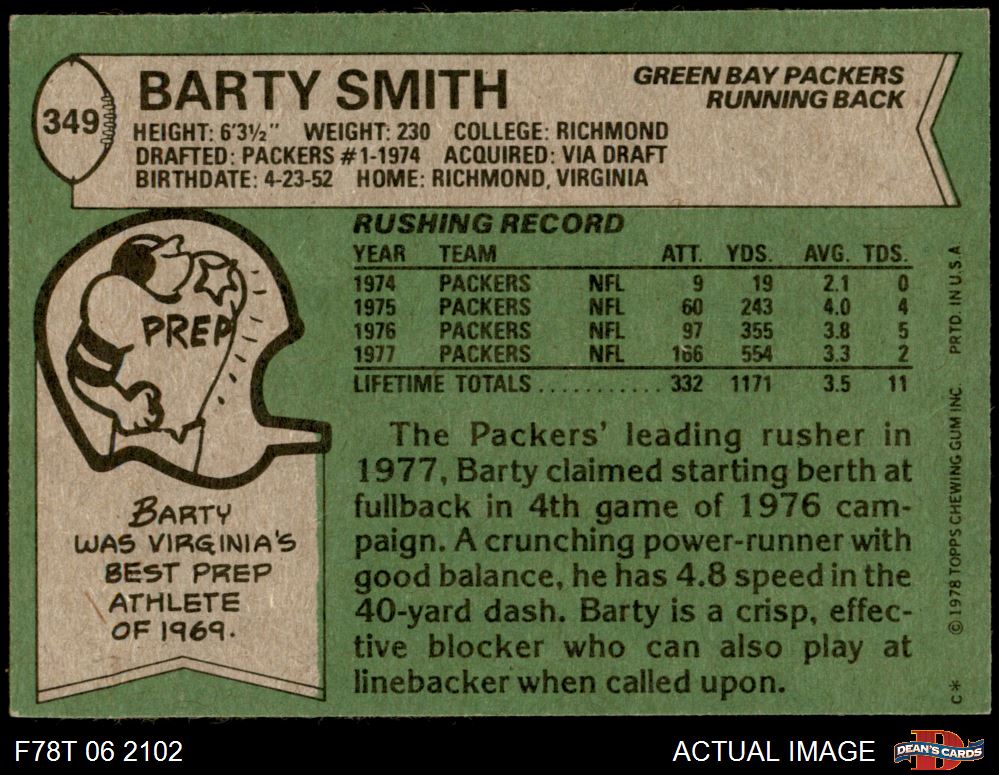 349
BARTY SMITH
GREEN BAY PACKERS
RUNNING BACK
HEIGHT: 6'3½" WEIGHT: 230 COLLEGE: RICHMOND
DRAFTED: PACKERS #1-1974 ACQUIRED: VIA DRAFT
BIRTHDATE: 4-23-52 HOME: RICHMOND, VIRGINIA
RUSHING RECORD
YEAR TEAM ATT. YDS. AVG. TDS.
1974 PACKERS NFL 9 19 2.1 0
1975 PACKERS NFL 60 243 4.0 4
1976 PACKERS NFL 97 355 3.8 5
1977 PACKERS NFL 166 554 3.3 2
LIFETIME TOTALS ........... 332 1171 3.5 11
PREP
BARTY
WAS VIRGINIA'S
BEST PREP
ATHLETE
OF 1969.
The Packers' leading rusher in
1977, Barty claimed starting berth at
fullback in 4th game of 1976 cam-
paign. A crunching power-runner with
good balance, he has 4.8 speed in the
40-yard dash. Barty is a crisp, effec-
tive blocker who can also play at
linebacker when called upon.
C* © 1978 TOPPS CHEWING GUM INC. PRTD. IN U.S.A
F78T 06 2102
ACTUAL IMAGE
D
DEAN'S CARDS